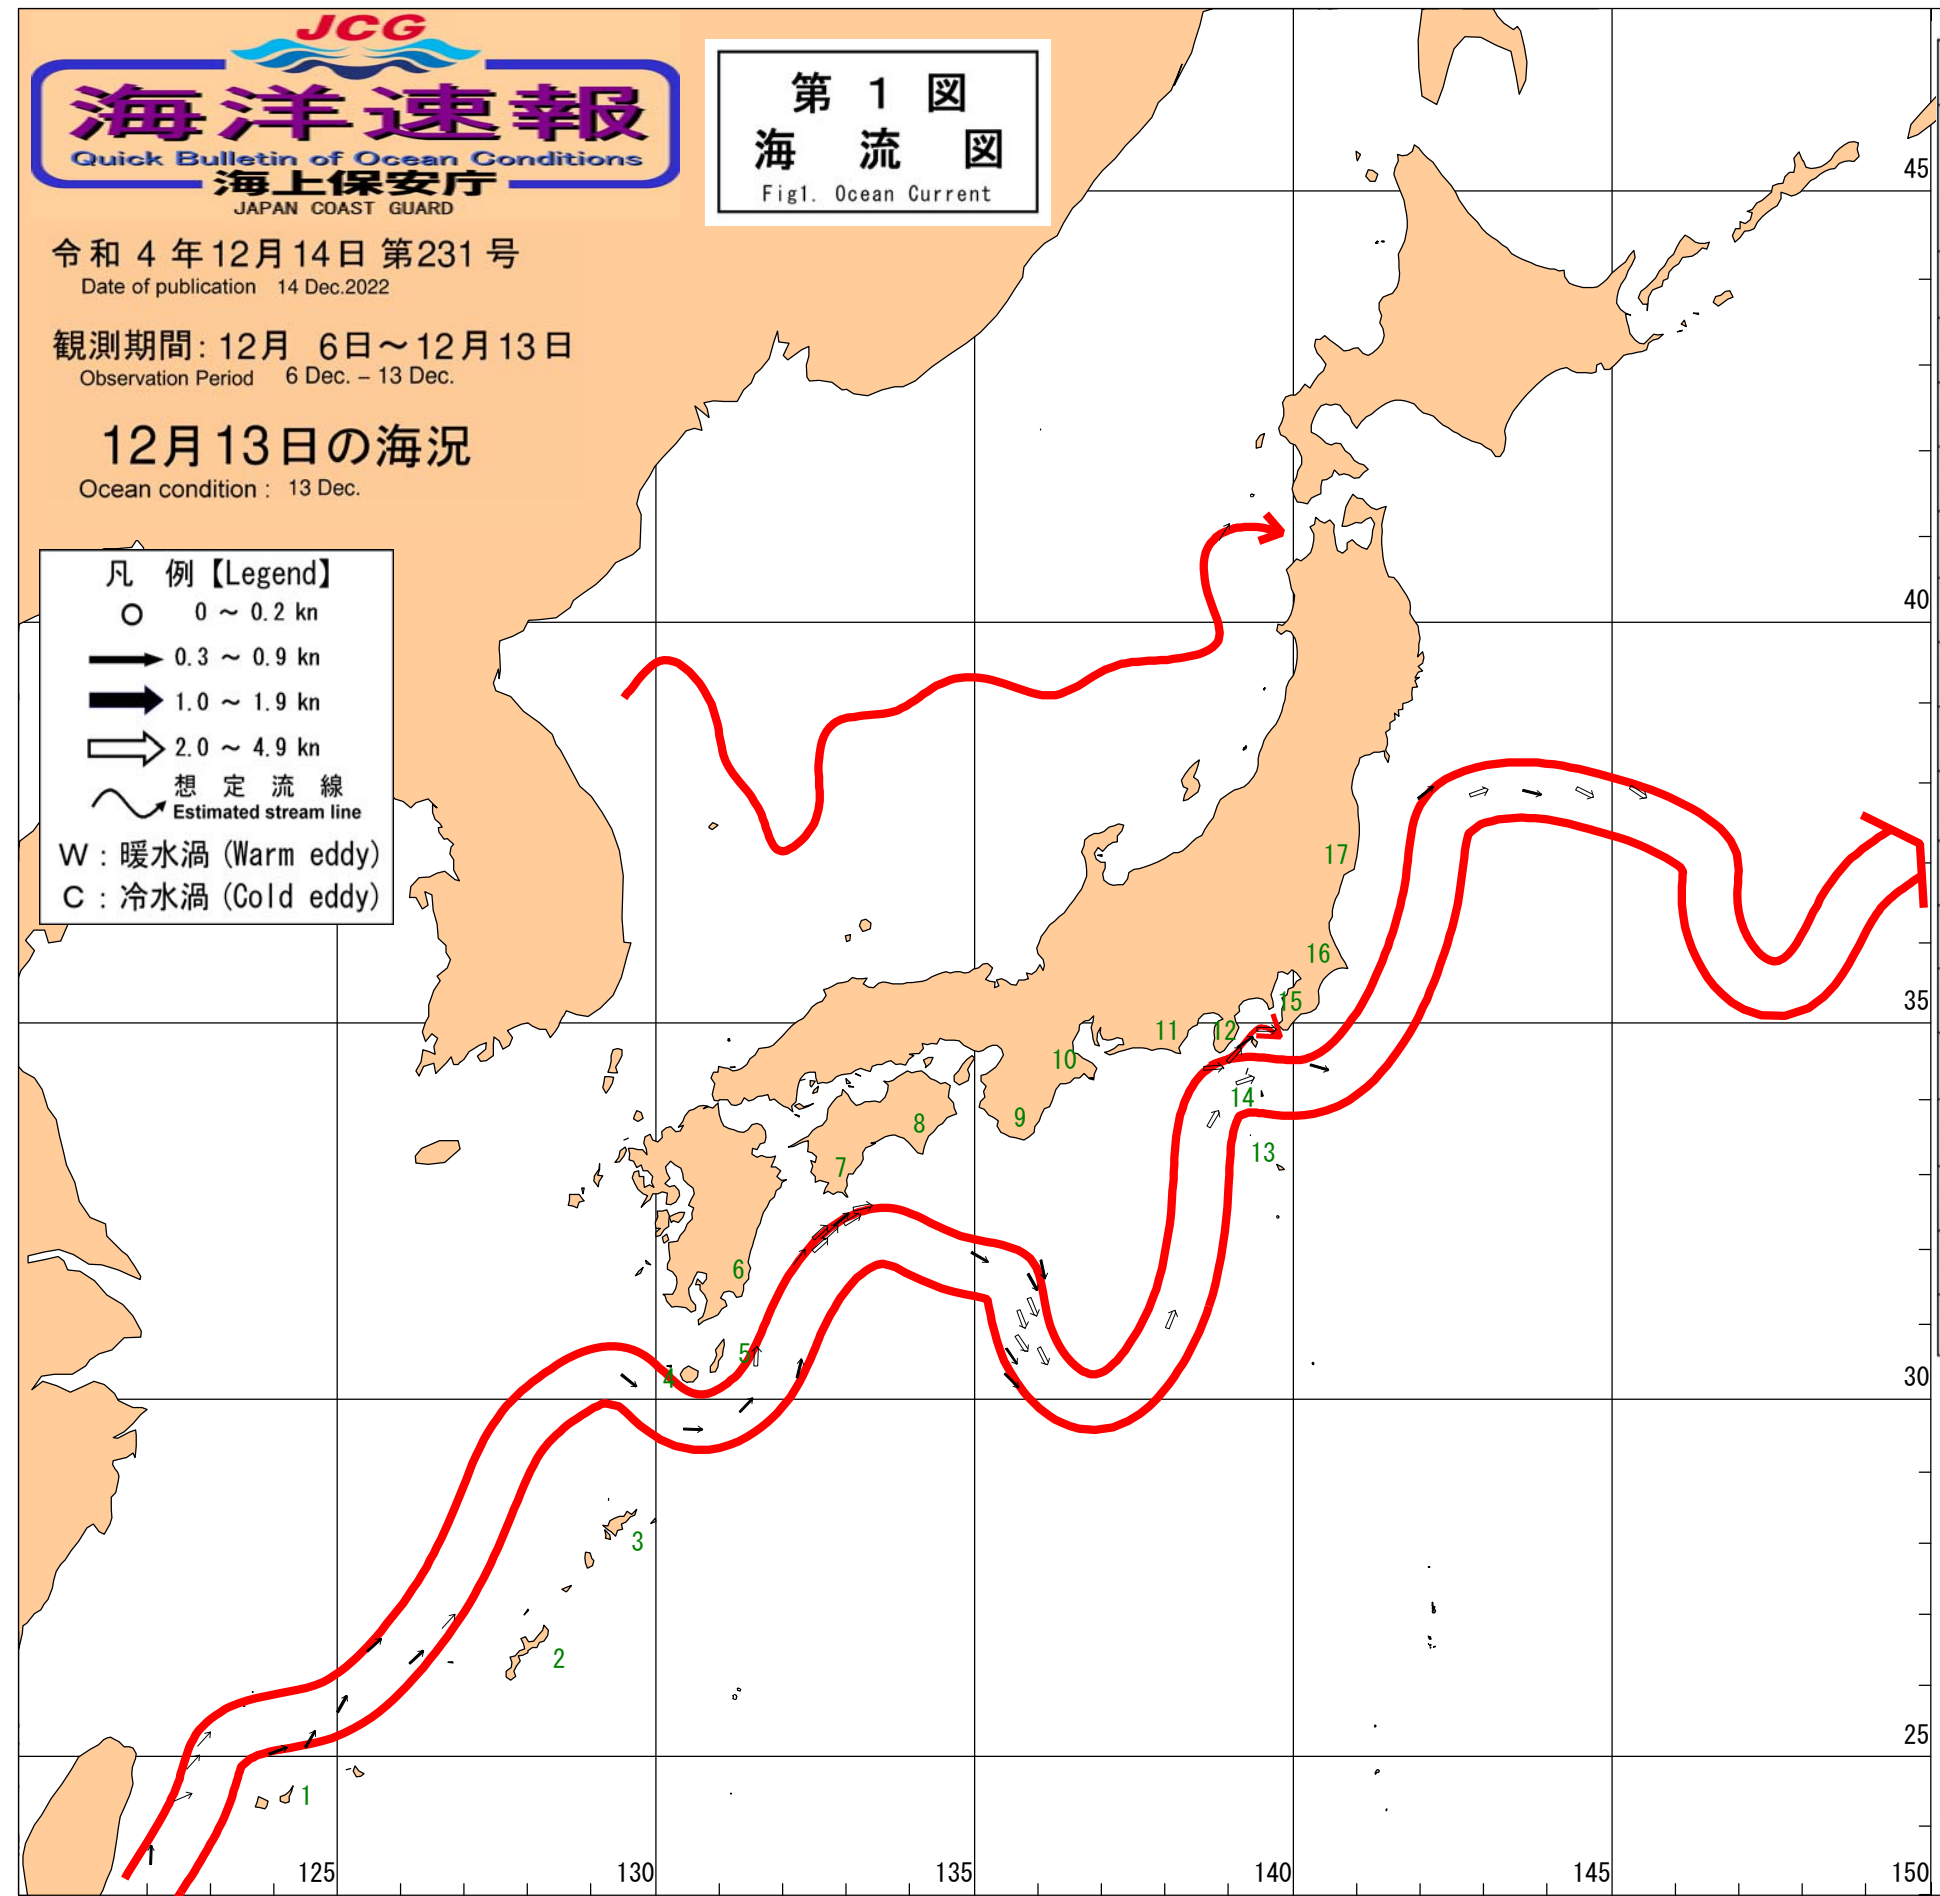 JCG
海洋速報
Quick Bulletin of Ocean Conditions
海上保安庁
JAPAN COAST GUARD
第 1 図
海 流 図
Fig1. Ocean Current
令和 4 年12月14日 第231 号
Date of publication 14 Dec.2022
観測期間: 12月 6日～12月13日
Observation Period 6 Dec. – 13 Dec.
12月13日の海況
Ocean condition : 13 Dec.
凡 例【Legend】
0 ～ 0.2 kn
0.3 ～ 0.9 kn
1.0 ～ 1.9 kn
2.0 ～ 4.9 kn
想 定 流 線
Estimated stream line
W : 暖水渦 (Warm eddy)
C : 冷水渦 (Cold eddy)
45
40
17
16
35
15
12
11
10
14
9
8
13
7
6
5
4
30
3
2
25
1
125
130
135
140
145
150